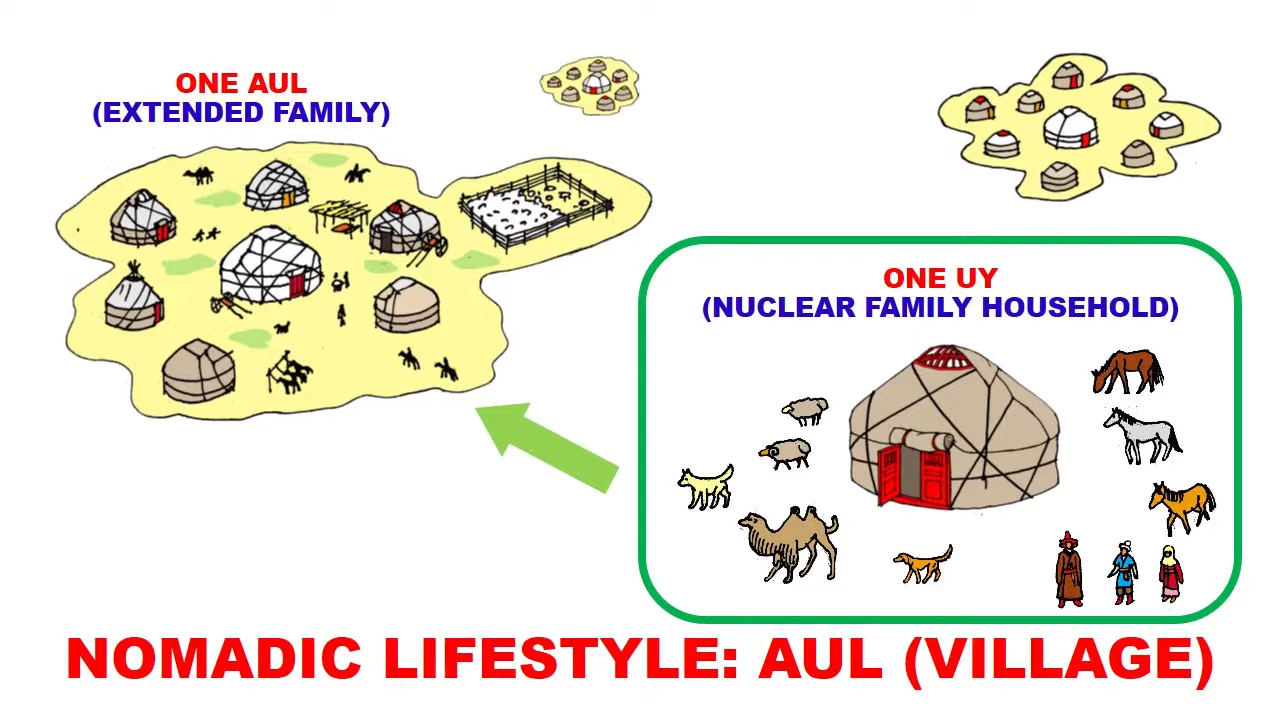 ONE AUL
(EXTENDED FAMILY)
ONE UY
(NUCLEAR FAMILY HOUSEHOLD)
NOMADIC LIFESTYLE: AUL (VILLAGE)